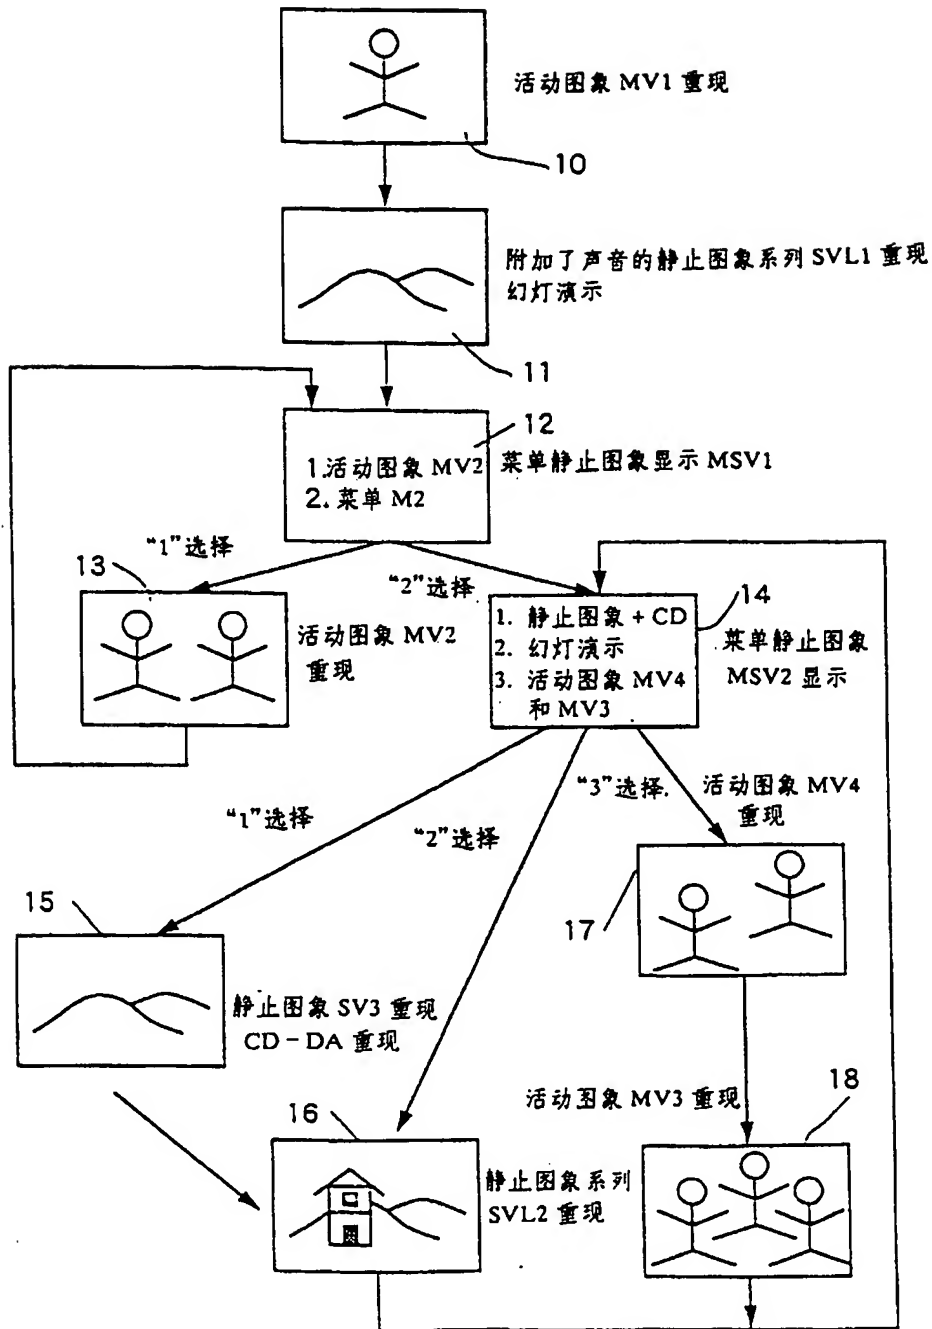 活动图象 MV1 重现
10
附加了声音的静止图象系列 SVL1 重现
幻灯演示
11
12
1.活动图象 MV2
2.菜单 M2
菜单静止图象显示 MSV1
“1”选择
“2”选择
13
活动图象 MV2
重现
14
1. 静止图象 + CD
2. 幻灯演示
3. 活动图象 MV4
和 MV3
菜单静止图象
MSV2 显示
“1”选择
“2”选择
“3”选择.
活动图象 MV4
重现
15
17
静止图象 SV3 重现
CD-DA 重现
活动图象 MV3 重现
18
16
静止图象系列
SVL2 重现